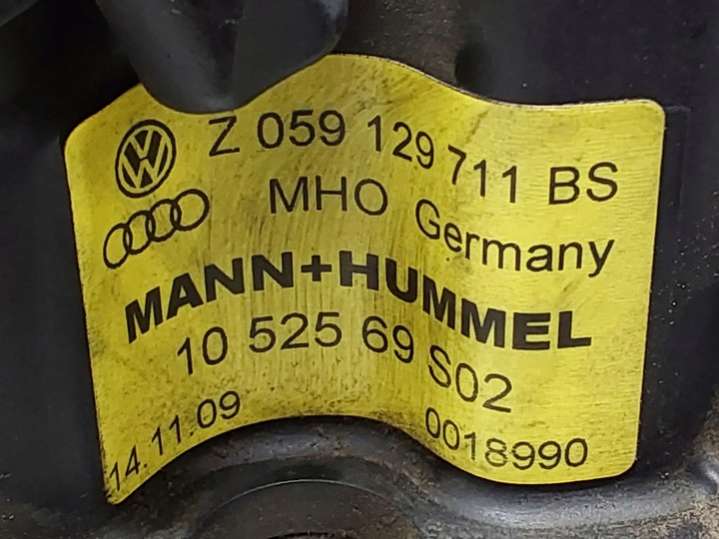 Z 059 129 711 BS
MHO Germany
MANN+HUMMEL
10 525 69 S02
14.11.09 0018990